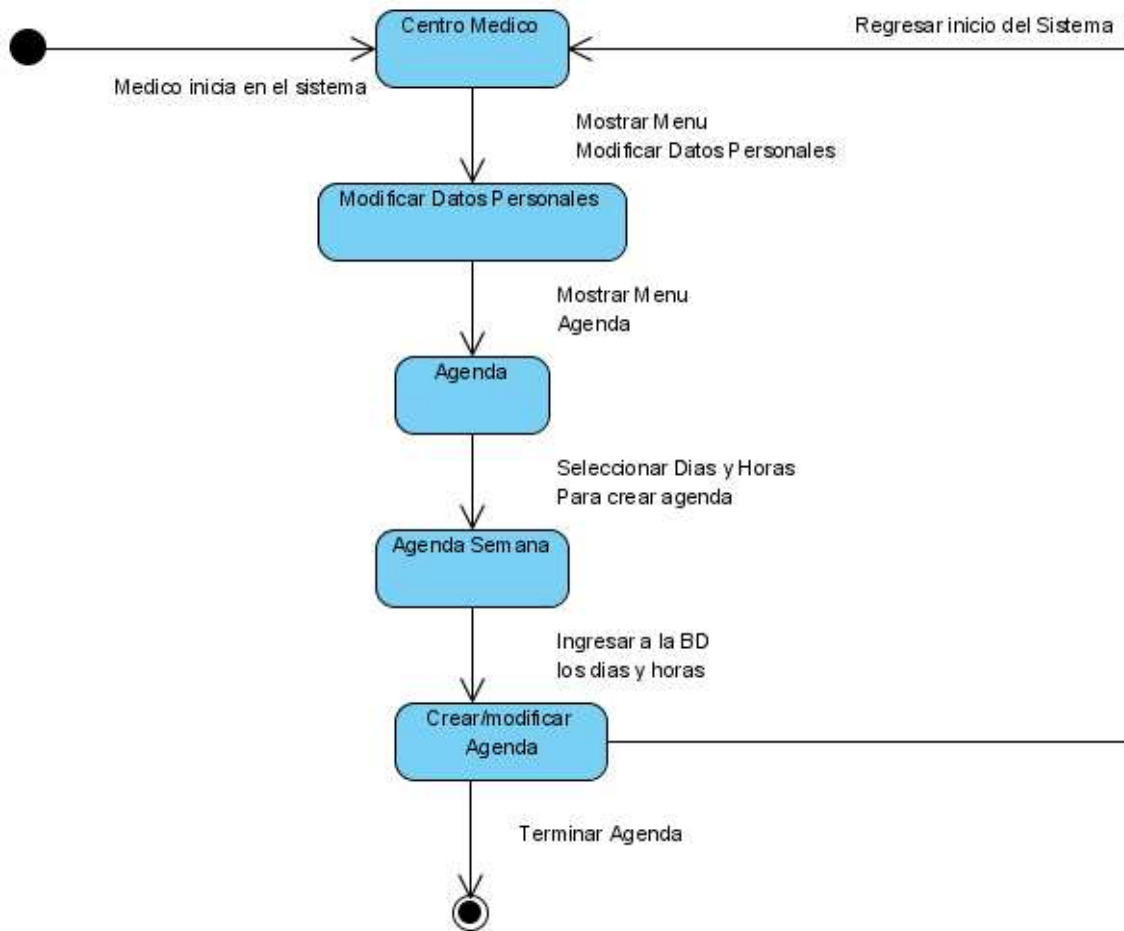 Centro Medico
Regresar inicio del Sistema
Medico inicia en el sistema
Mostrar Menu
Modificar Datos Personales
Modificar Datos Personales
Mostrar Menu
Agenda
Agenda
Seleccionar Dias y Horas
Para crear agenda
Agenda Semana
Ingresar a la BD
los dias y horas
Crear/modificar
Agenda
Terminar Agenda